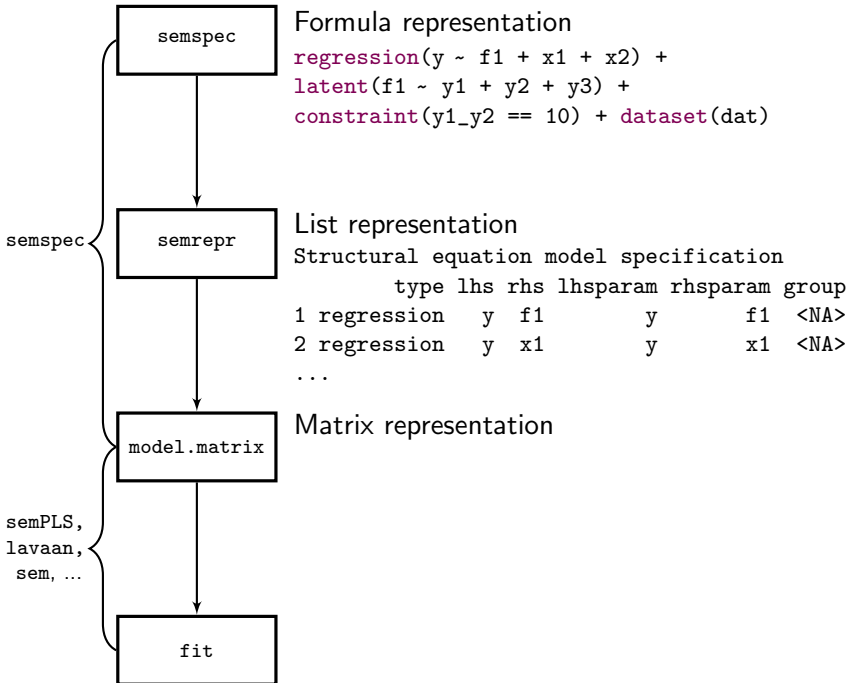 semspec
Formula representation
regression(y ~ f1 + x1 + x2) +
latent(f1 ~ y1 + y2 + y3) +
constraint(y1_y2 == 10) + dataset(dat)
semspec
semrepr
List representation
Structural equation model specification
type lhs rhs lhsparam rhsparam group
1 regression y f1 y f1 <NA>
2 regression y x1 y x1 <NA>
...
model.matrix
Matrix representation
semPLS,
lavaan,
sem, ...
fit